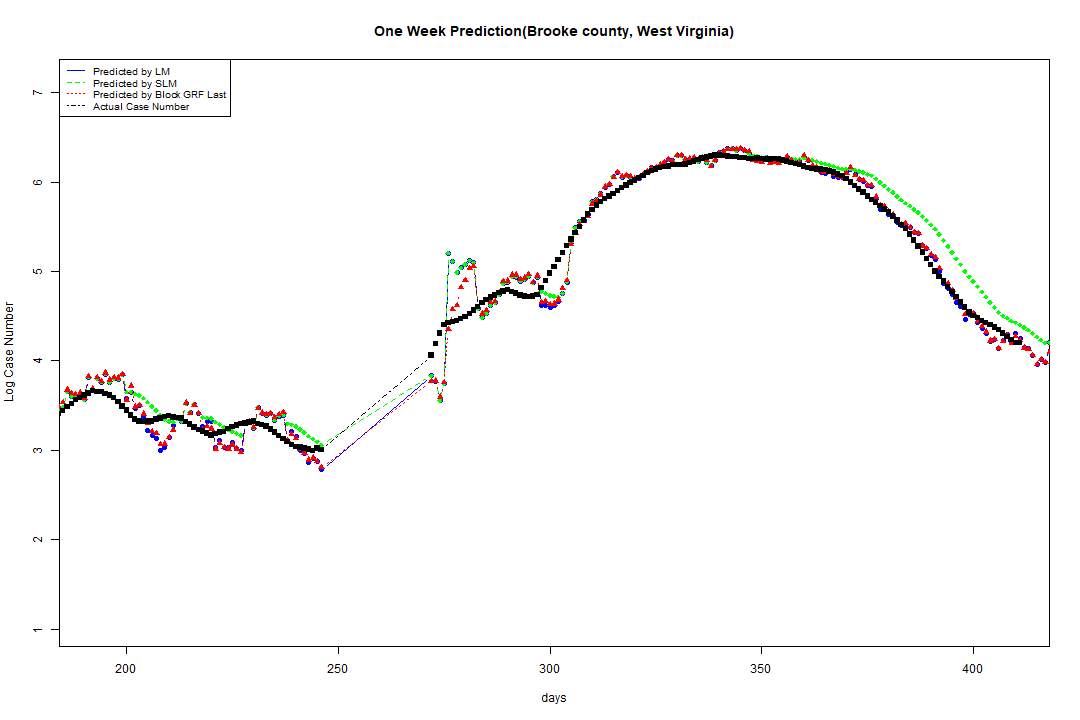 One Week Prediction(Brooke county, West Virginia)
Predicted by LM
Predicted by SLM
Predicted by Block GRF Last
Actual Case Number
7
6
5
4
3
2
1
Log Case Number
200 250 300 350 400
days